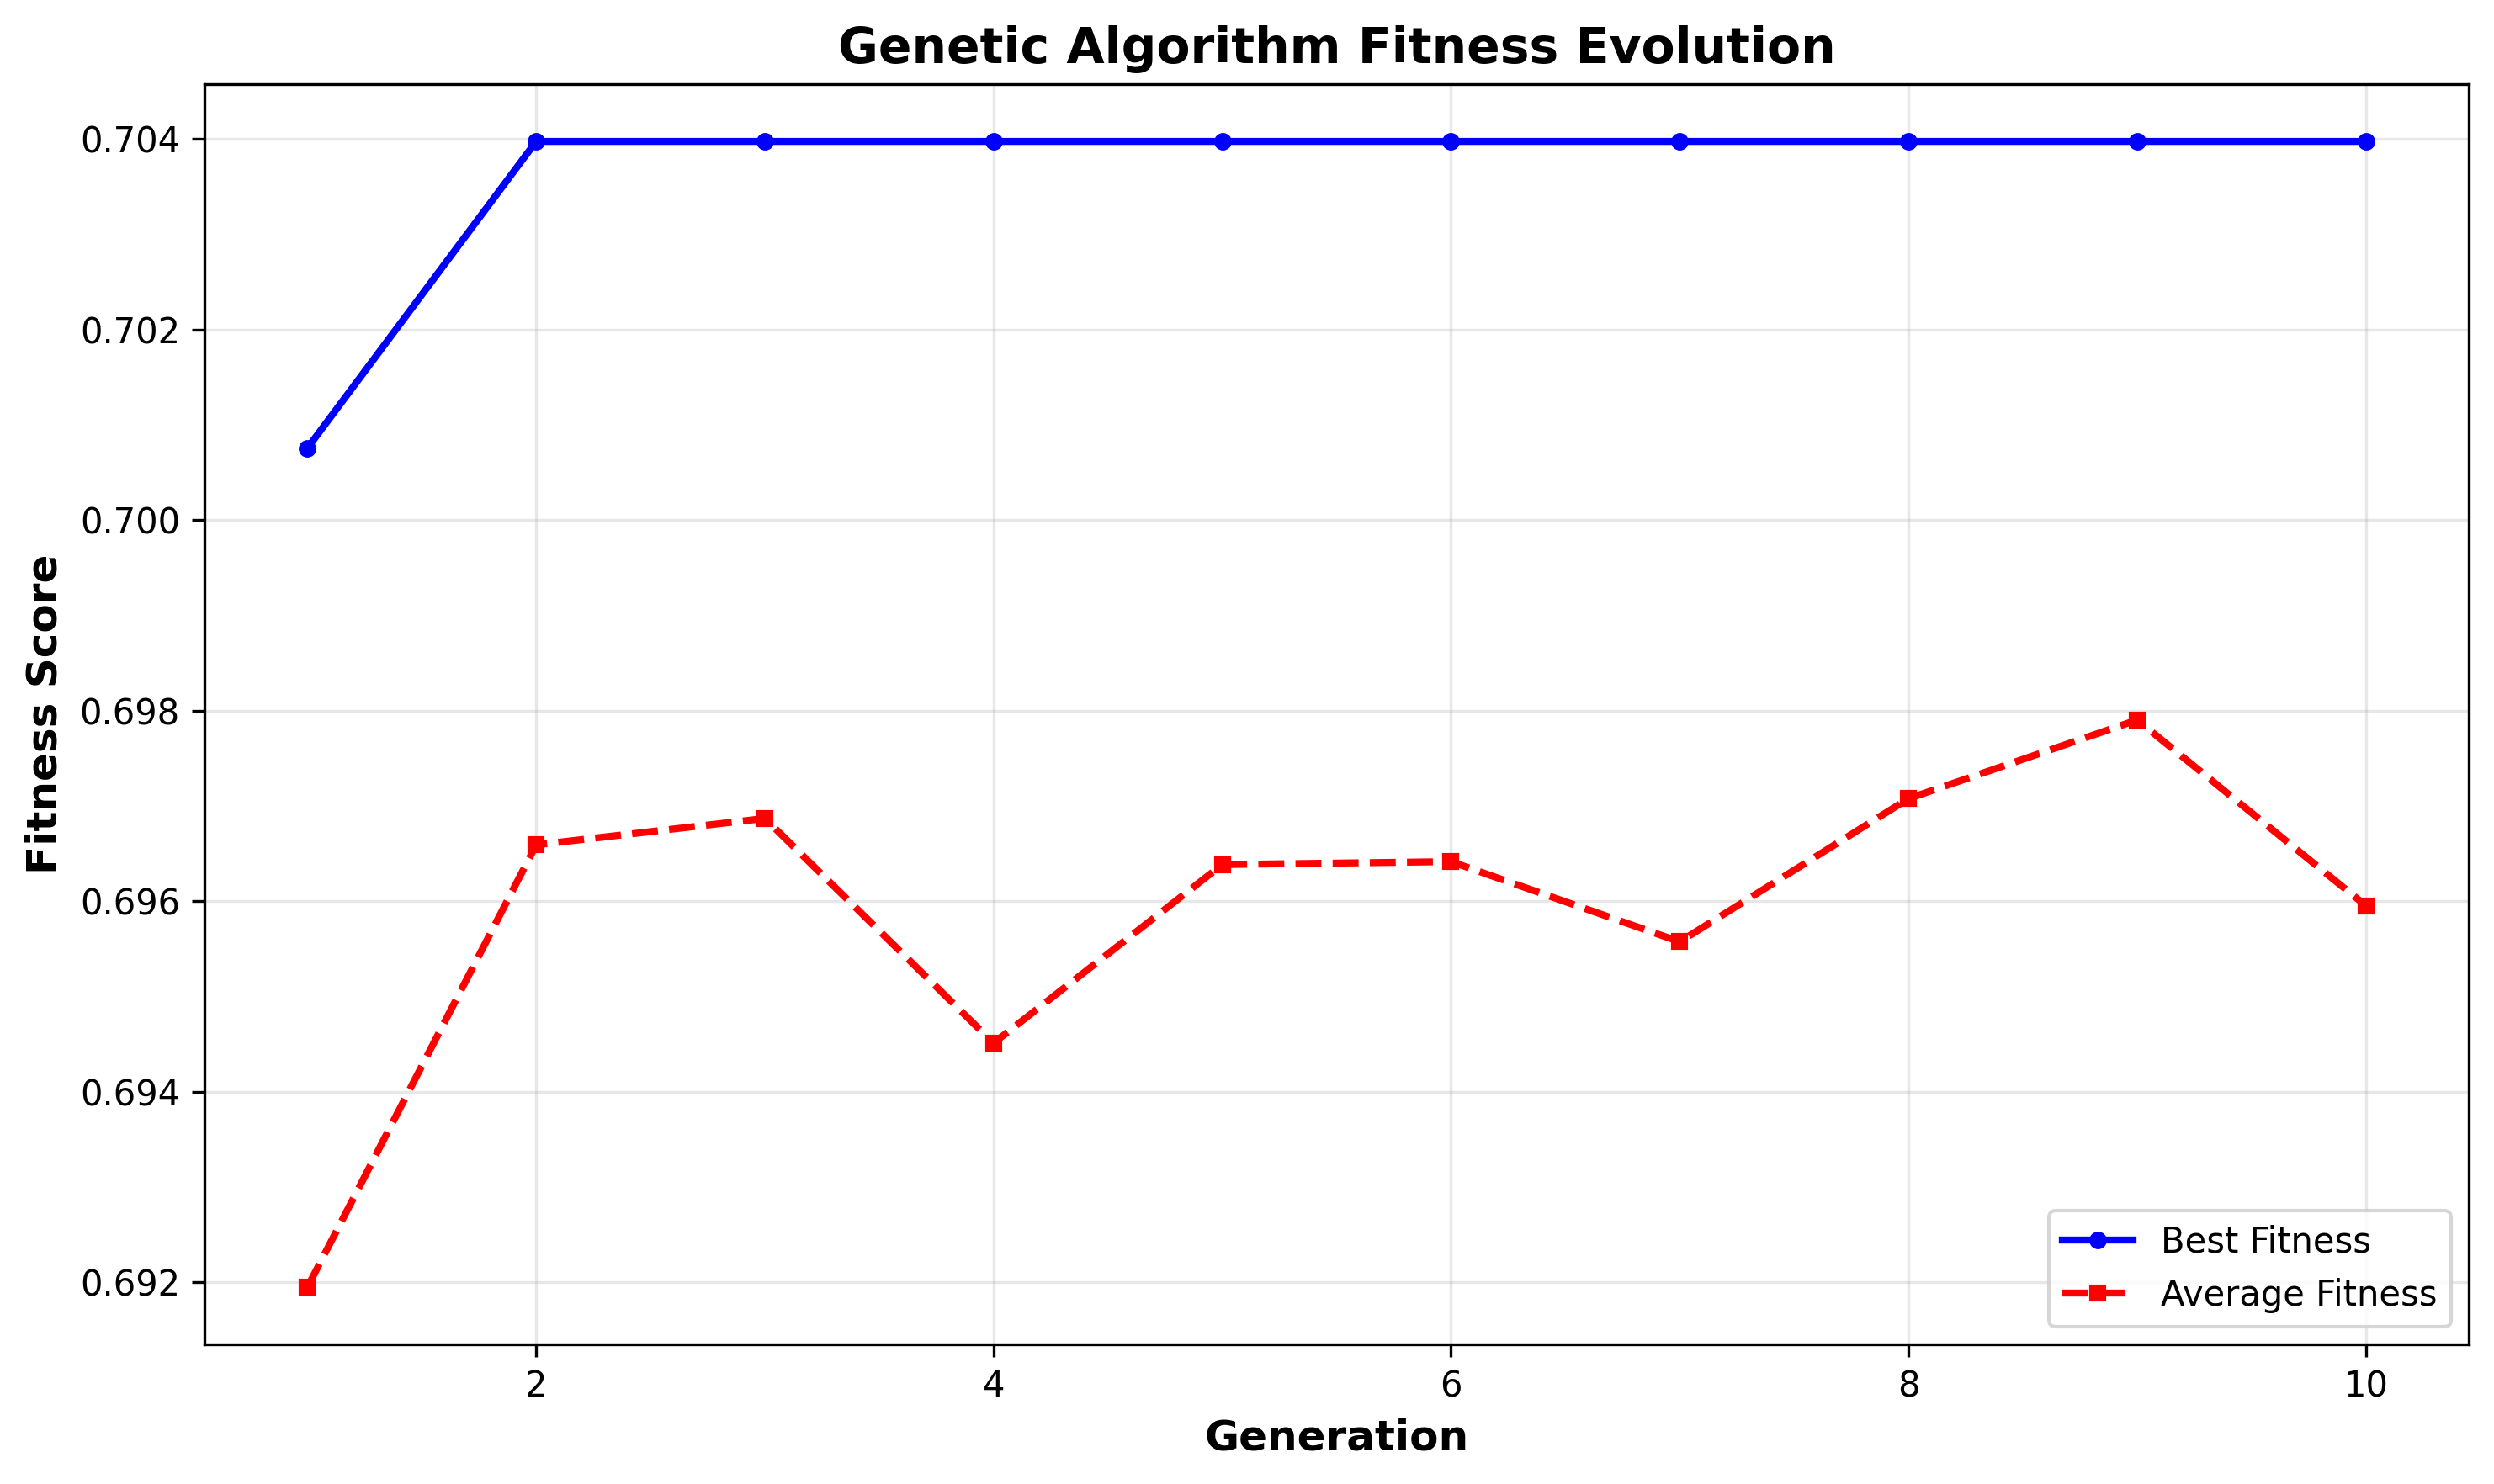 Genetic Algorithm Fitness Evolution
0.704
0.702
0.700
0.698
0.696
0.694
0.692
Fitness Score
2 4 6 8 10
Generation
Best Fitness
Average Fitness